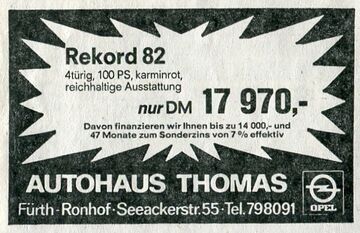 Rekord 82
4türig, 100 PS, karminrot,
reichhaltige Ausstattung
nur DM 17 970,-
Davon finanzieren wir Ihnen bis zu 14 000,- und
47 Monate zum Sonderzins von 7 % effektiv
AUTOHAUS THOMAS
Fürth · Ronhof · Seeackerstr. 55 · Tel. 798091
OPEL